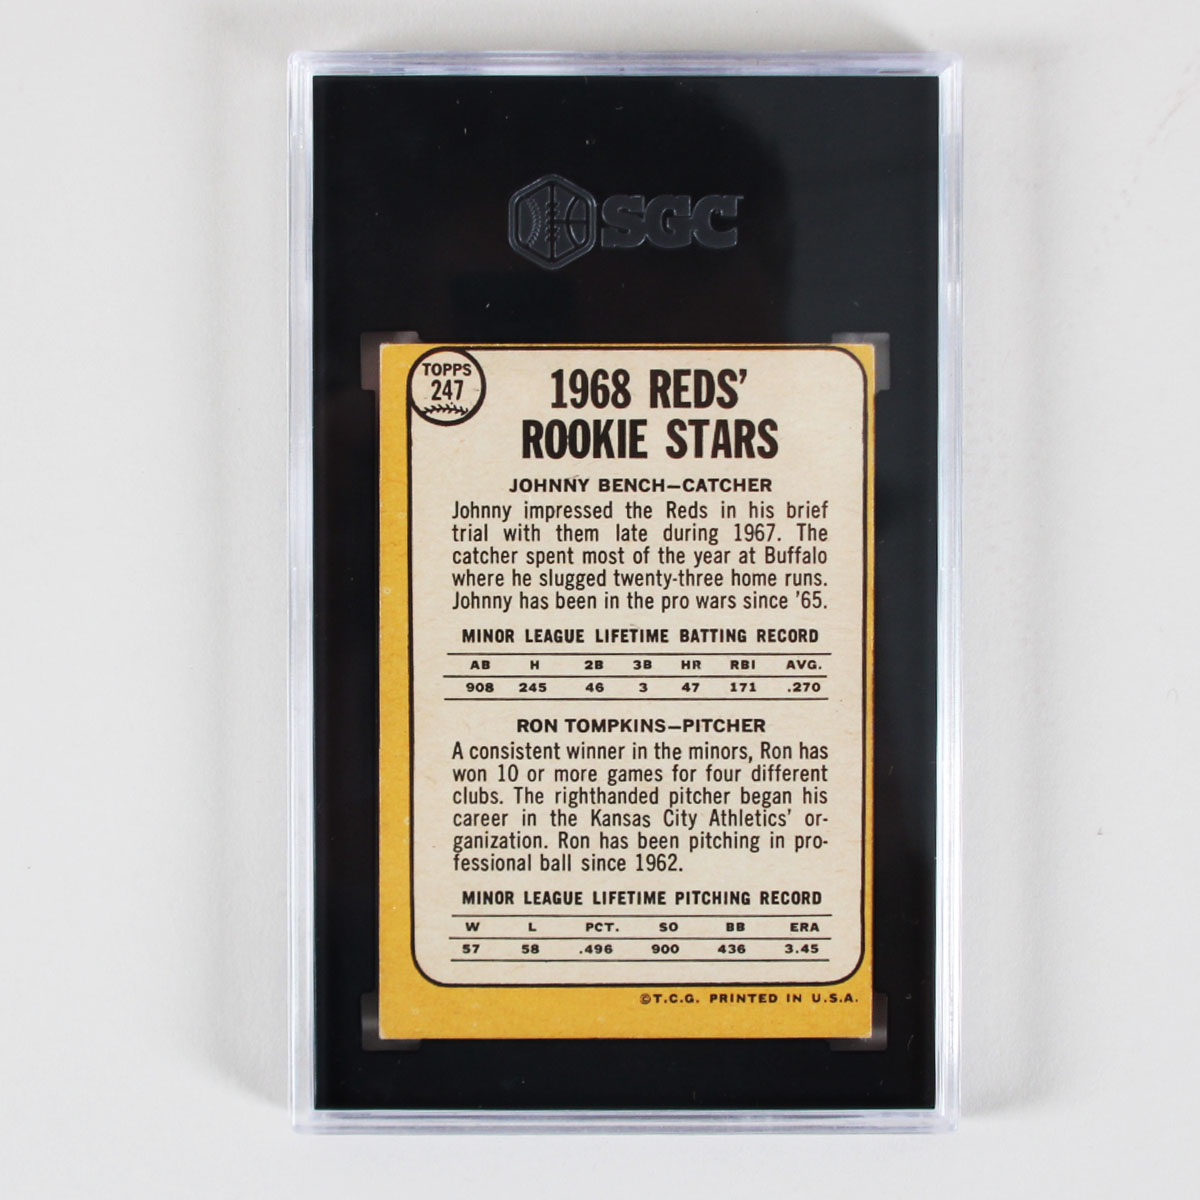 SGC
TOPPS
247
1968 REDS'
ROOKIE STARS
JOHNNY BENCH—CATCHER
Johnny impressed the Reds in his brief
trial with them late during 1967. The
catcher spent most of the year at Buffalo
where he slugged twenty-three home runs.
Johnny has been in the pro wars since '65.
MINOR LEAGUE LIFETIME BATTING RECORD
AB H 2B 3B HR RBI AVG.
908 245 46 3 47 171 .270
RON TOMPKINS—PITCHER
A consistent winner in the minors, Ron has
won 10 or more games for four different
clubs. The righthanded pitcher began his
career in the Kansas City Athletics' or-
ganization. Ron has been pitching in pro-
fessional ball since 1962.
MINOR LEAGUE LIFETIME PITCHING RECORD
W L PCT. SO BB ERA
57 58 .496 900 436 3.45
©T.C.G. PRINTED IN U.S.A.